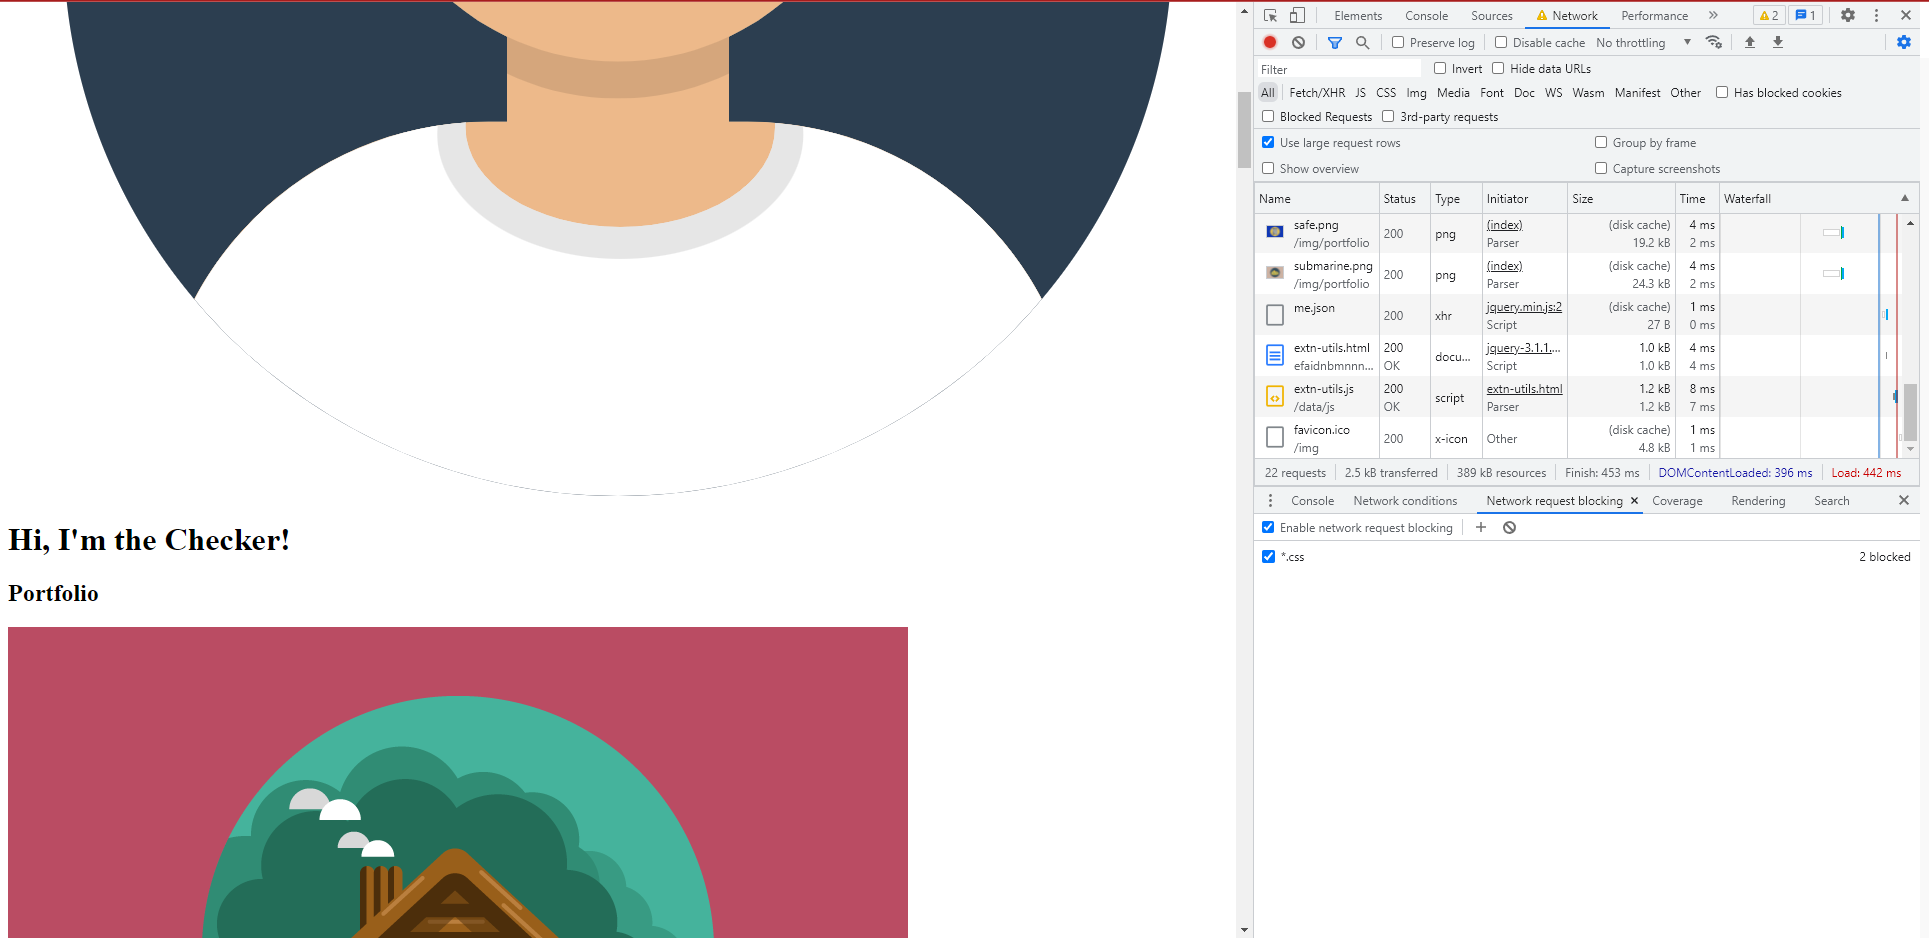 Hi, I'm the Checker!
Portfolio
Elements Console Sources Network Performance » 2 1
Preserve log Disable cache No throttling
Filter Invert Hide data URLs
All Fetch/XHR JS CSS Img Media Font Doc WS Wasm Manifest Other Has blocked cookies
Blocked Requests 3rd-party requests
Use large request rows Group by frame
Show overview Capture screenshots
Name Status Type Initiator Size Time Waterfall
safe.png 200 png (index) (disk cache) 4 ms
/img/portfolio Parser 19.2 kB 2 ms
submarine.png 200 png (index) (disk cache) 4 ms
/img/portfolio Parser 24.3 kB 2 ms
me.json 200 xhr jquery.min.js:2 (disk cache) 1 ms
Script 27 B 0 ms
extn-utils.html 200 docu... jquery-3.1.1.... 1.0 kB 4 ms
efaidnbmnnn... OK Script 1.0 kB 4 ms
extn-utils.js 200 script extn-utils.html 1.2 kB 8 ms
/data/js OK Parser 1.2 kB 7 ms
favicon.ico 200 x-icon Other (disk cache) 1 ms
/img 4.8 kB 1 ms
22 requests 2.5 kB transferred 389 kB resources Finish: 453 ms DOMContentLoaded: 396 ms Load: 442 ms
Console Network conditions Network request blocking × Coverage Rendering Search
Enable network request blocking
*.css 2 blocked